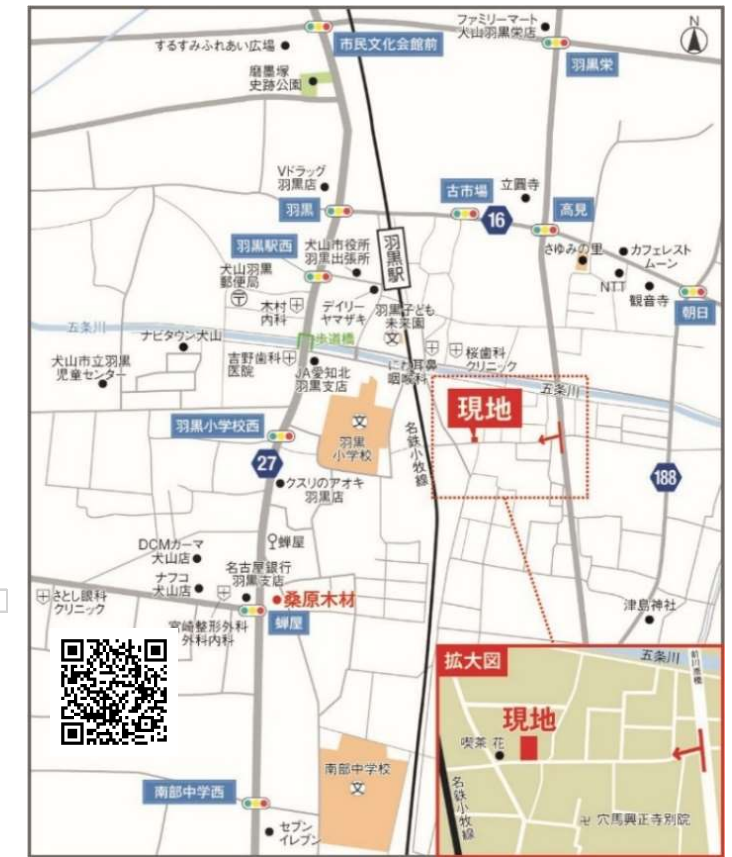 ファミリーマート
犬山羽黒栄店
N
するすみふれあい広場
市民文化会館前
羽黒栄
磨墨塚
史跡公園
Vドラッグ
羽黒店
古市場
立圓寺
羽黒
16
高見
羽黒駅西
犬山市役所
羽黒出張所
羽黒駅
さゆみの里
カフェレスト
ムーン
犬山羽黒
郵便局
NTT
観音寺
木村
内科
デイリー
ヤマザキ
羽黒子ども
未来園
文
朝日
五条川
ナビタウン犬山
歩道橋
吉野歯科
医院
JA愛知北
羽黒支店
にわ耳鼻
咽喉科
桜歯科
クリニック
犬山市立羽黒
児童センター
五条川
現地
羽黒小学校西
文
羽黒
小学校
名鉄小牧線
27
クスリのアオキ
羽黒店
188
蝉屋
DCMカーマ
犬山店
ナフコ
犬山店
名古屋銀行
羽黒支店
さとし眼科
クリニック
桑原木材
津島神社
宮崎整形外科
外科内科
蝉屋
拡大図
五条川
現地
喫茶 花
南部中学校
文
南部中学西
名鉄小牧線
卍 穴馬興正寺別院
セブン
イレブン